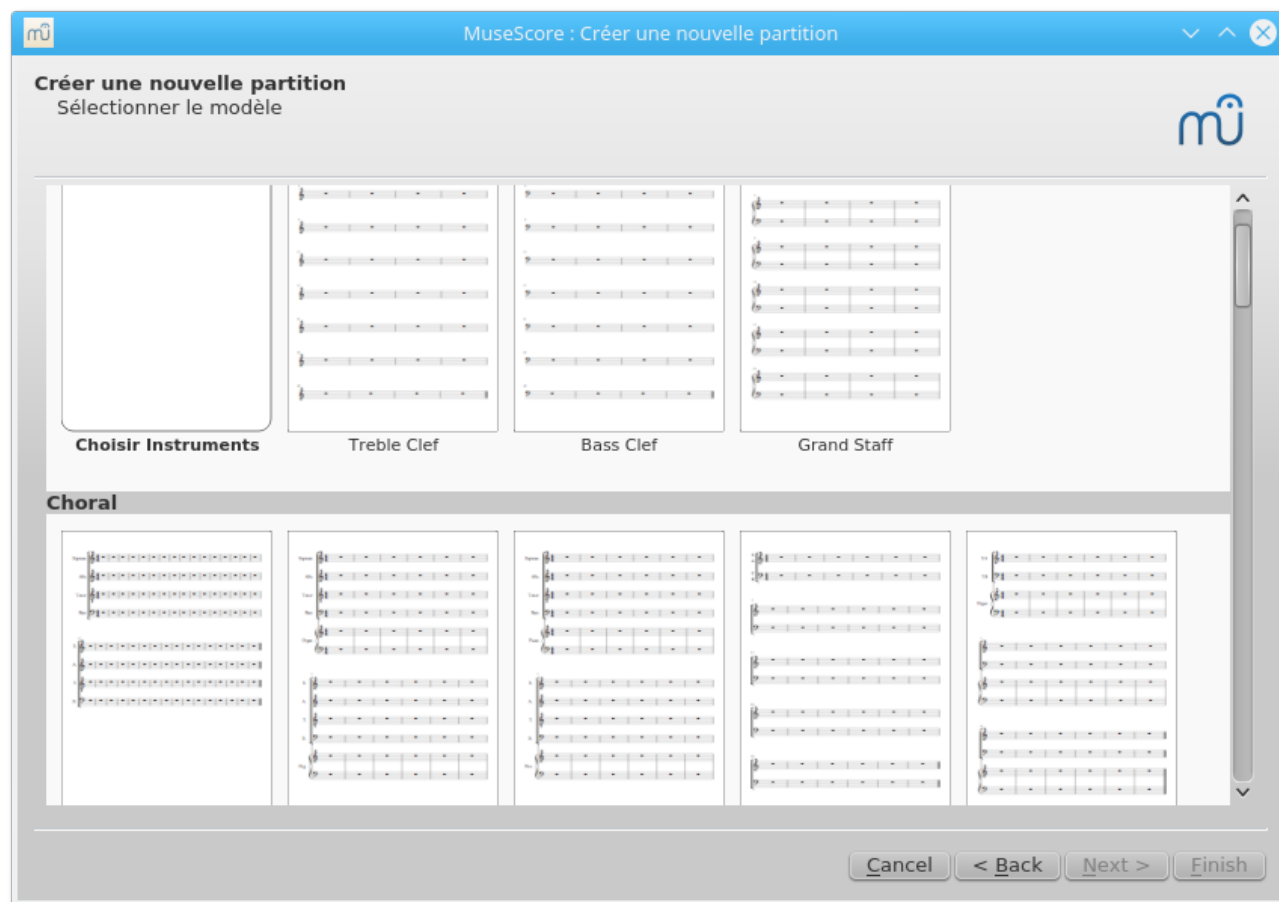 MuseScore : Créer une nouvelle partition
Créer une nouvelle partition
Sélectionner le modèle
Choisir Instruments
Treble Clef
Bass Clef
Grand Staff
Choral
Cancel
< Back
Next >
Finish